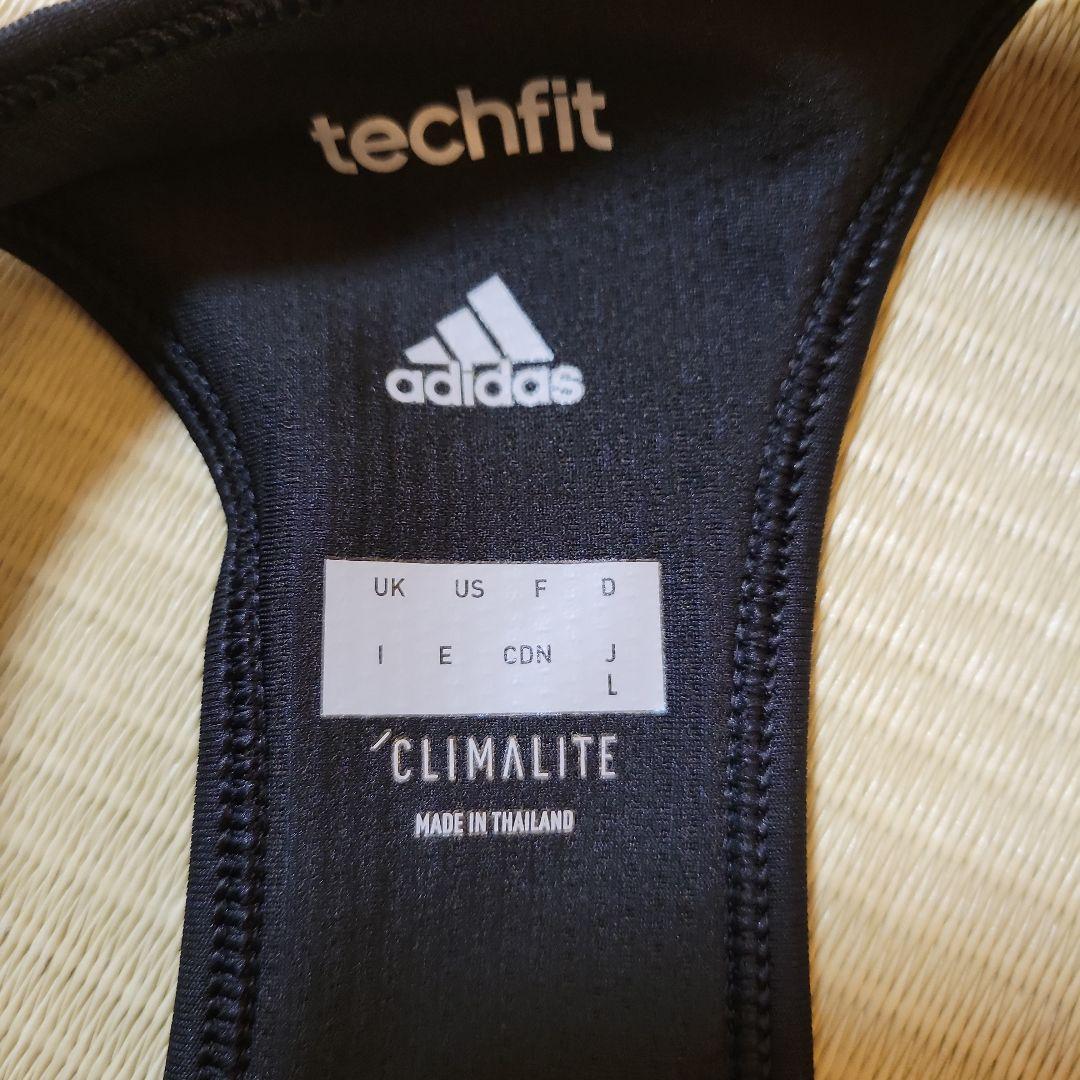 techfit
adidas
UK US F D
I E CDN J
L
CLIMALITE
MADE IN THAILAND